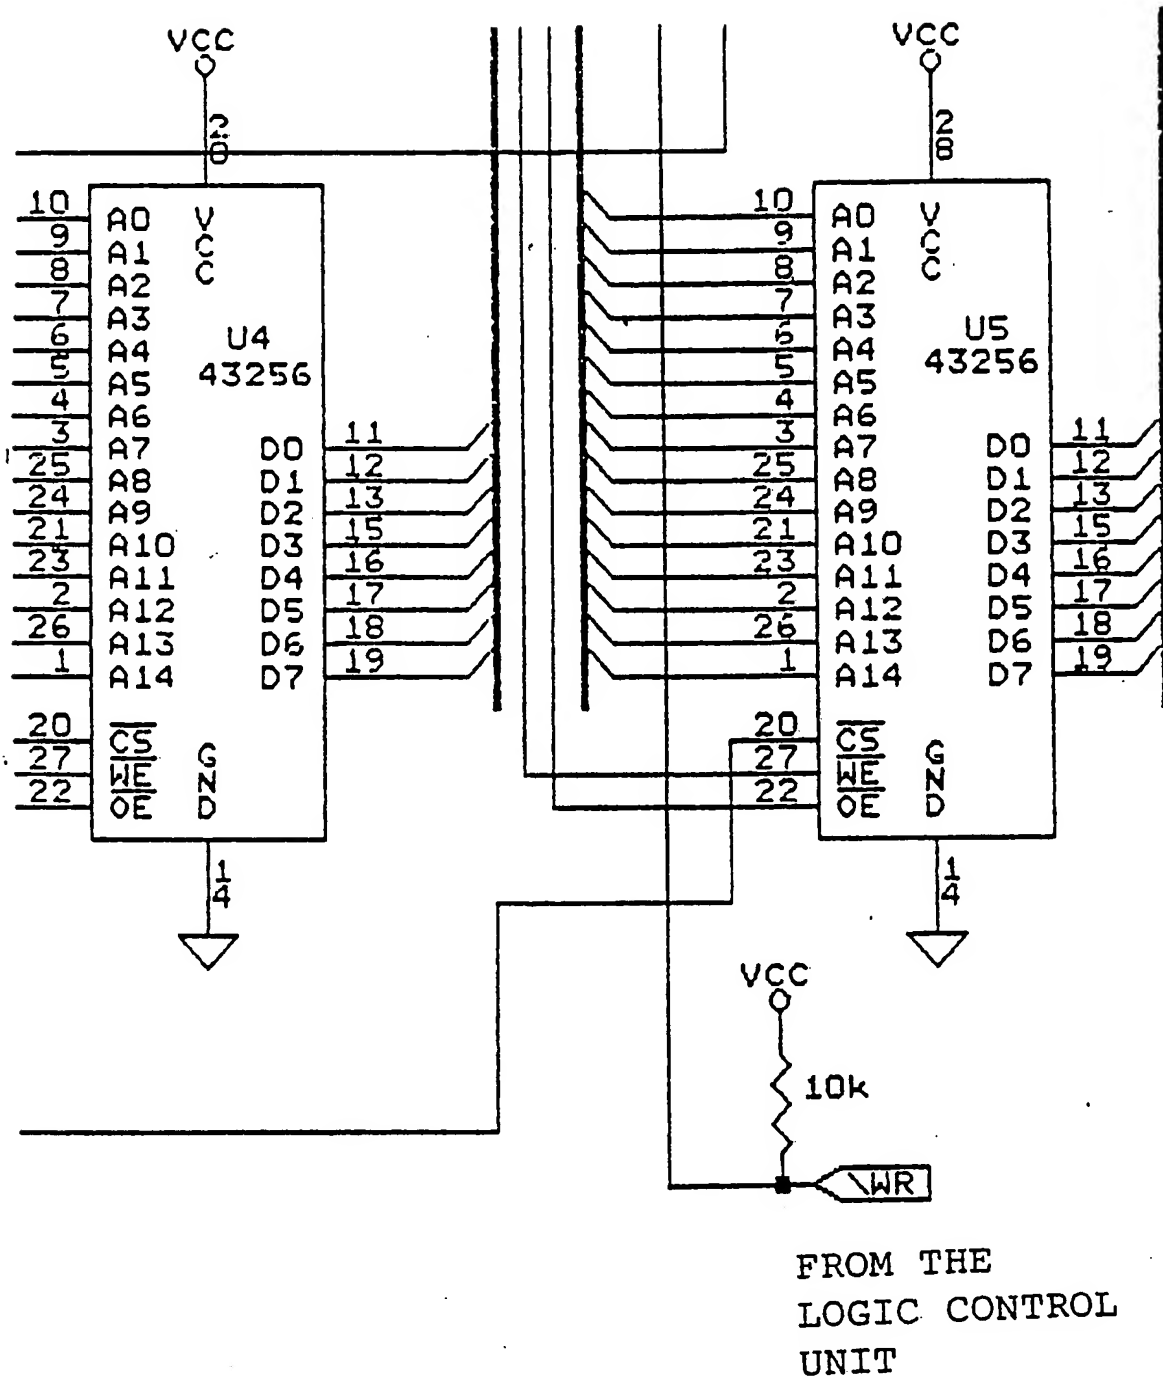 VCC
28
10 A0
9 A1
8 A2
7 A3
6 A4
5 A5
4 A6
3 A7
25 A8
24 A9
21 A10
23 A11
2 A12
26 A13
1 A14
20 CS
27 WE
22 OE
VCC
U4
43256
D0 11
D1 12
D2 13
D3 15
D4 16
D5 17
D6 18
D7 19
GND
14
VCC
28
10 A0
9 A1
8 A2
7 A3
6 A4
5 A5
4 A6
3 A7
25 A8
24 A9
21 A10
23 A11
2 A12
26 A13
1 A14
20 CS
27 WE
22 OE
VCC
U5
43256
D0 11
D1 12
D2 13
D3 15
D4 16
D5 17
D6 18
D7 19
GND
14
VCC
10k
\WR
FROM THE
LOGIC CONTROL
UNIT